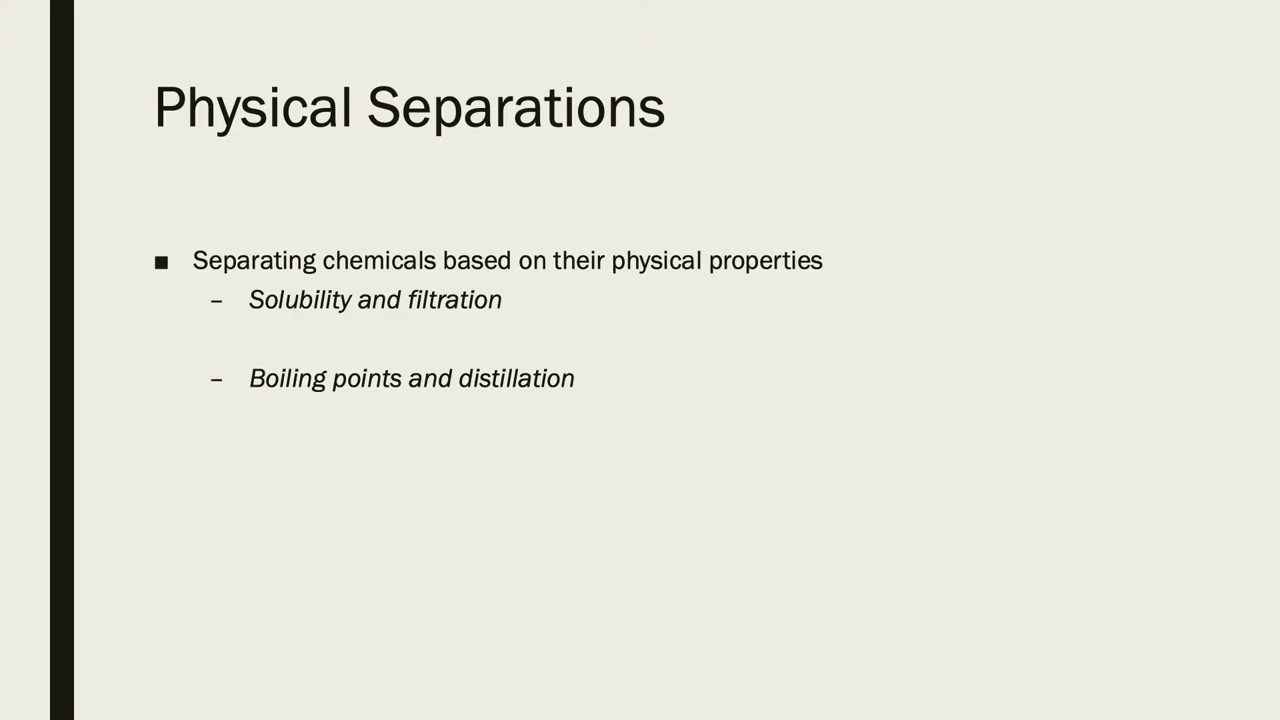 Physical Separations
■ Separating chemicals based on their physical properties
– Solubility and filtration
– Boiling points and distillation